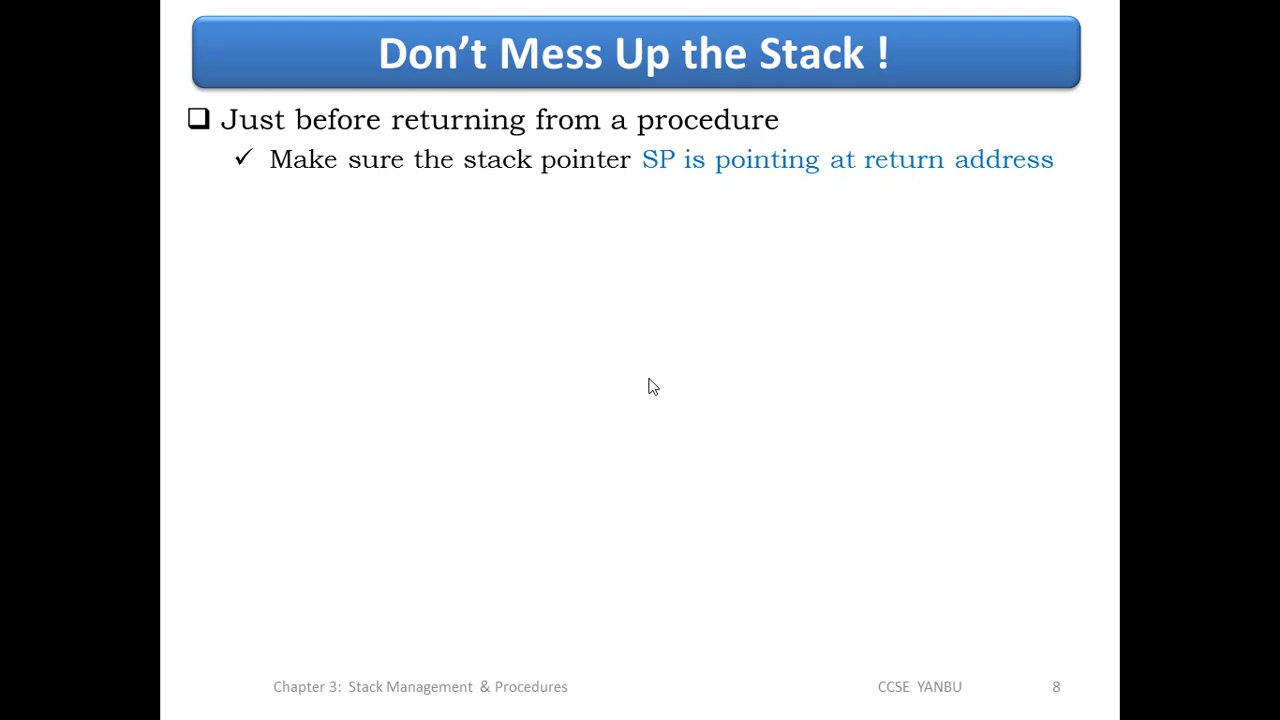 Don’t Mess Up the Stack !
Just before returning from a procedure
Make sure the stack pointer SP is pointing at return address
Chapter 3: Stack Management & Procedures CCSE YANBU 8